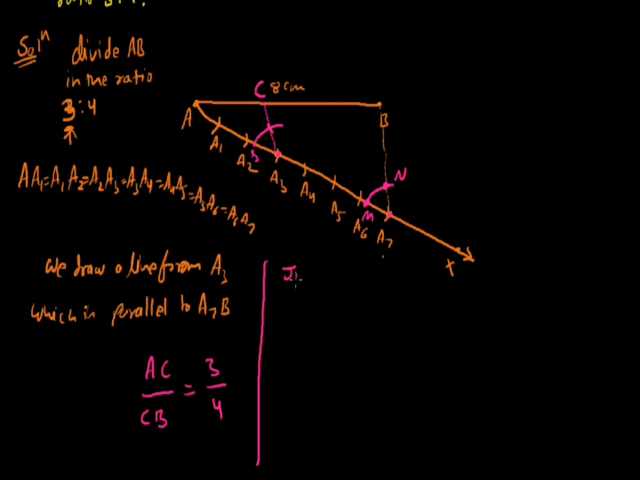 Solⁿ divide AB
in the ratio
3:4
C 8cm
A B
A₁ A₂ A₃ A₄ A₅ A₆ A₇
M N
X
AA₁=A₁A₂=A₂A₃=A₃A₄=A₄A₅=A₅A₆=A₆A₇
We draw a line from A₃
which is parallel to A₇B
AC/CB = 3/4